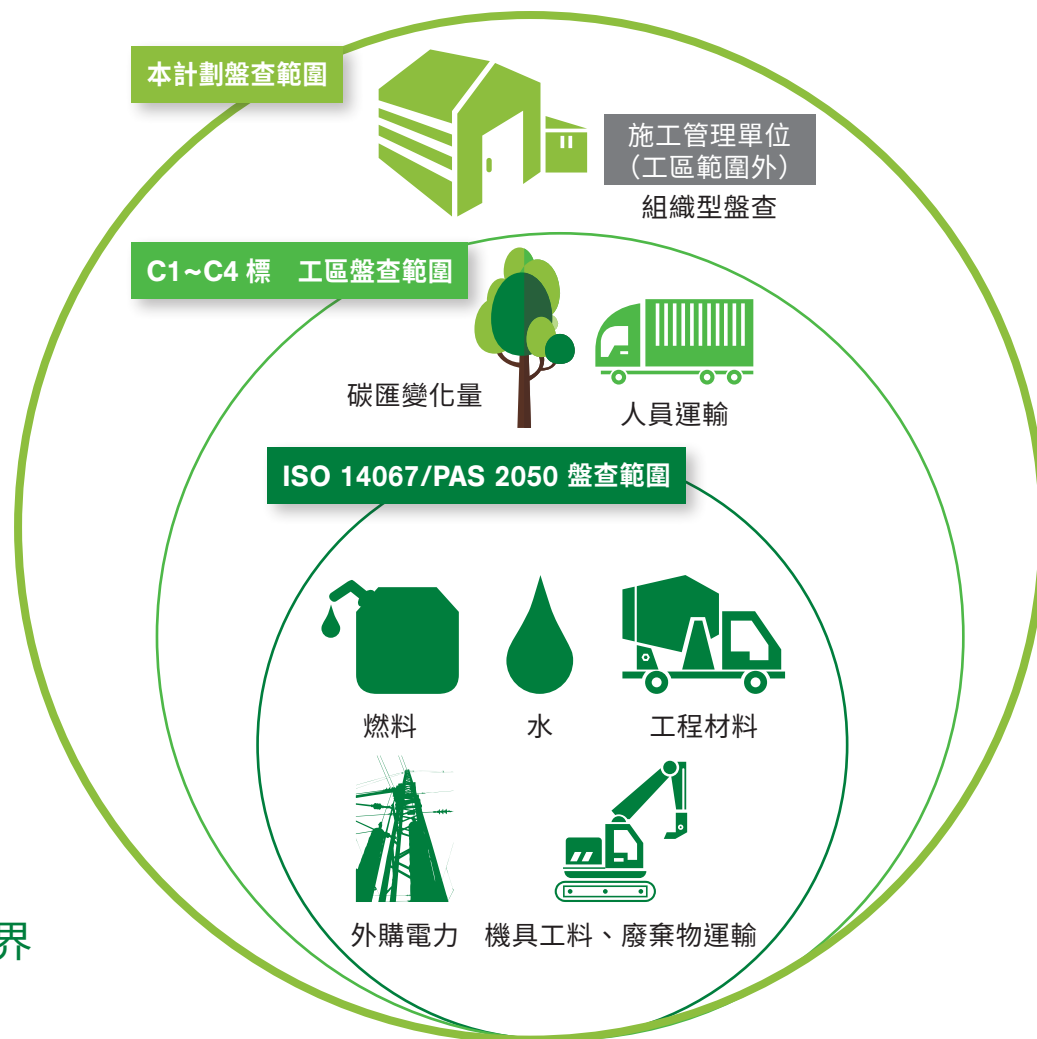 本計劃盤查範圍
施工管理單位
（工區範圍外）
組織型盤查
C1~C4 標　工區盤查範圍
碳匯變化量
人員運輸
ISO 14067/PAS 2050 盤查範圍
燃料
水
工程材料
外購電力
機具工料、廢棄物運輸
界